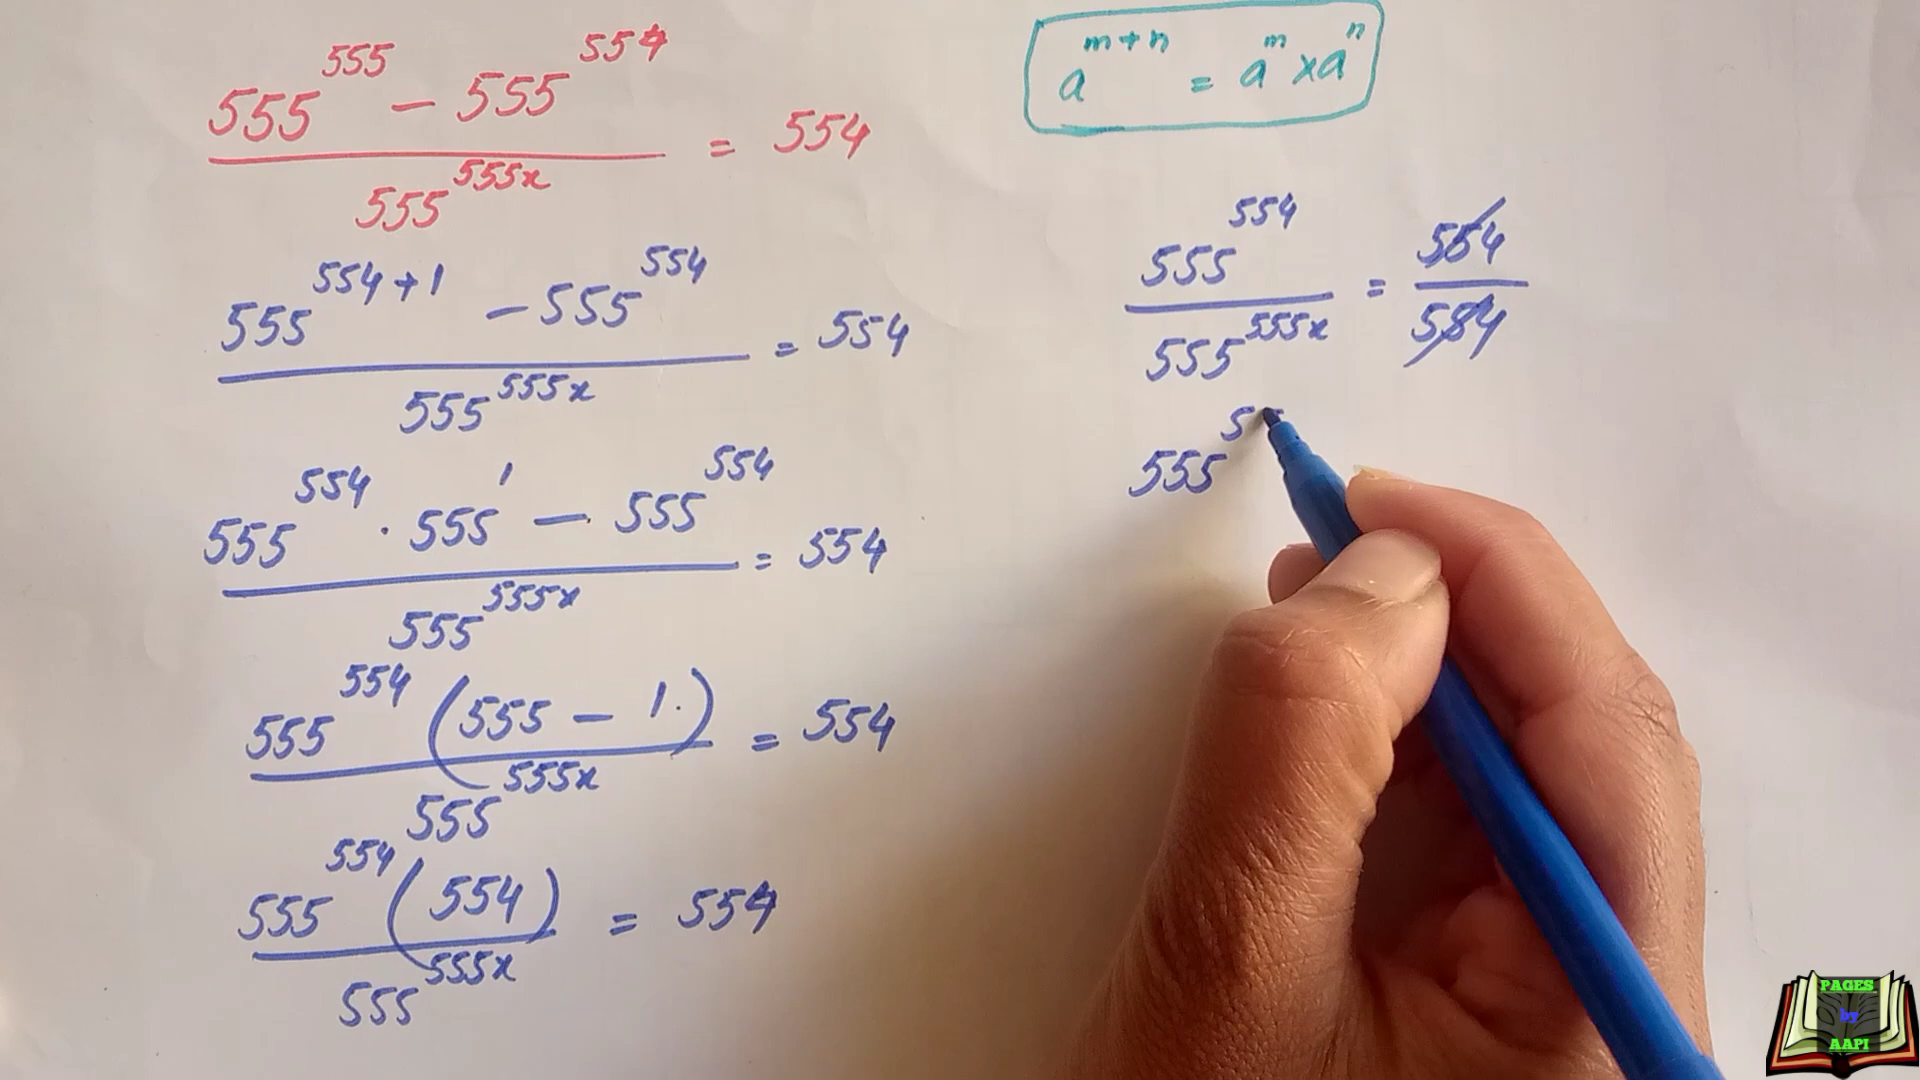 555^555 - 555^554 / 555^555x = 554
555^554+1 - 555^554 / 555^555x = 554
555^554 · 555^1 - 555^554 / 555^555x = 554
555^554 (555 - 1.) / 555^555x = 554
555^554 (554) / 555^555x = 554
a^m+n = a^m × a^n
555^554 / 555^555x = 554 / 554
555^5
PAGES
by
AAPI